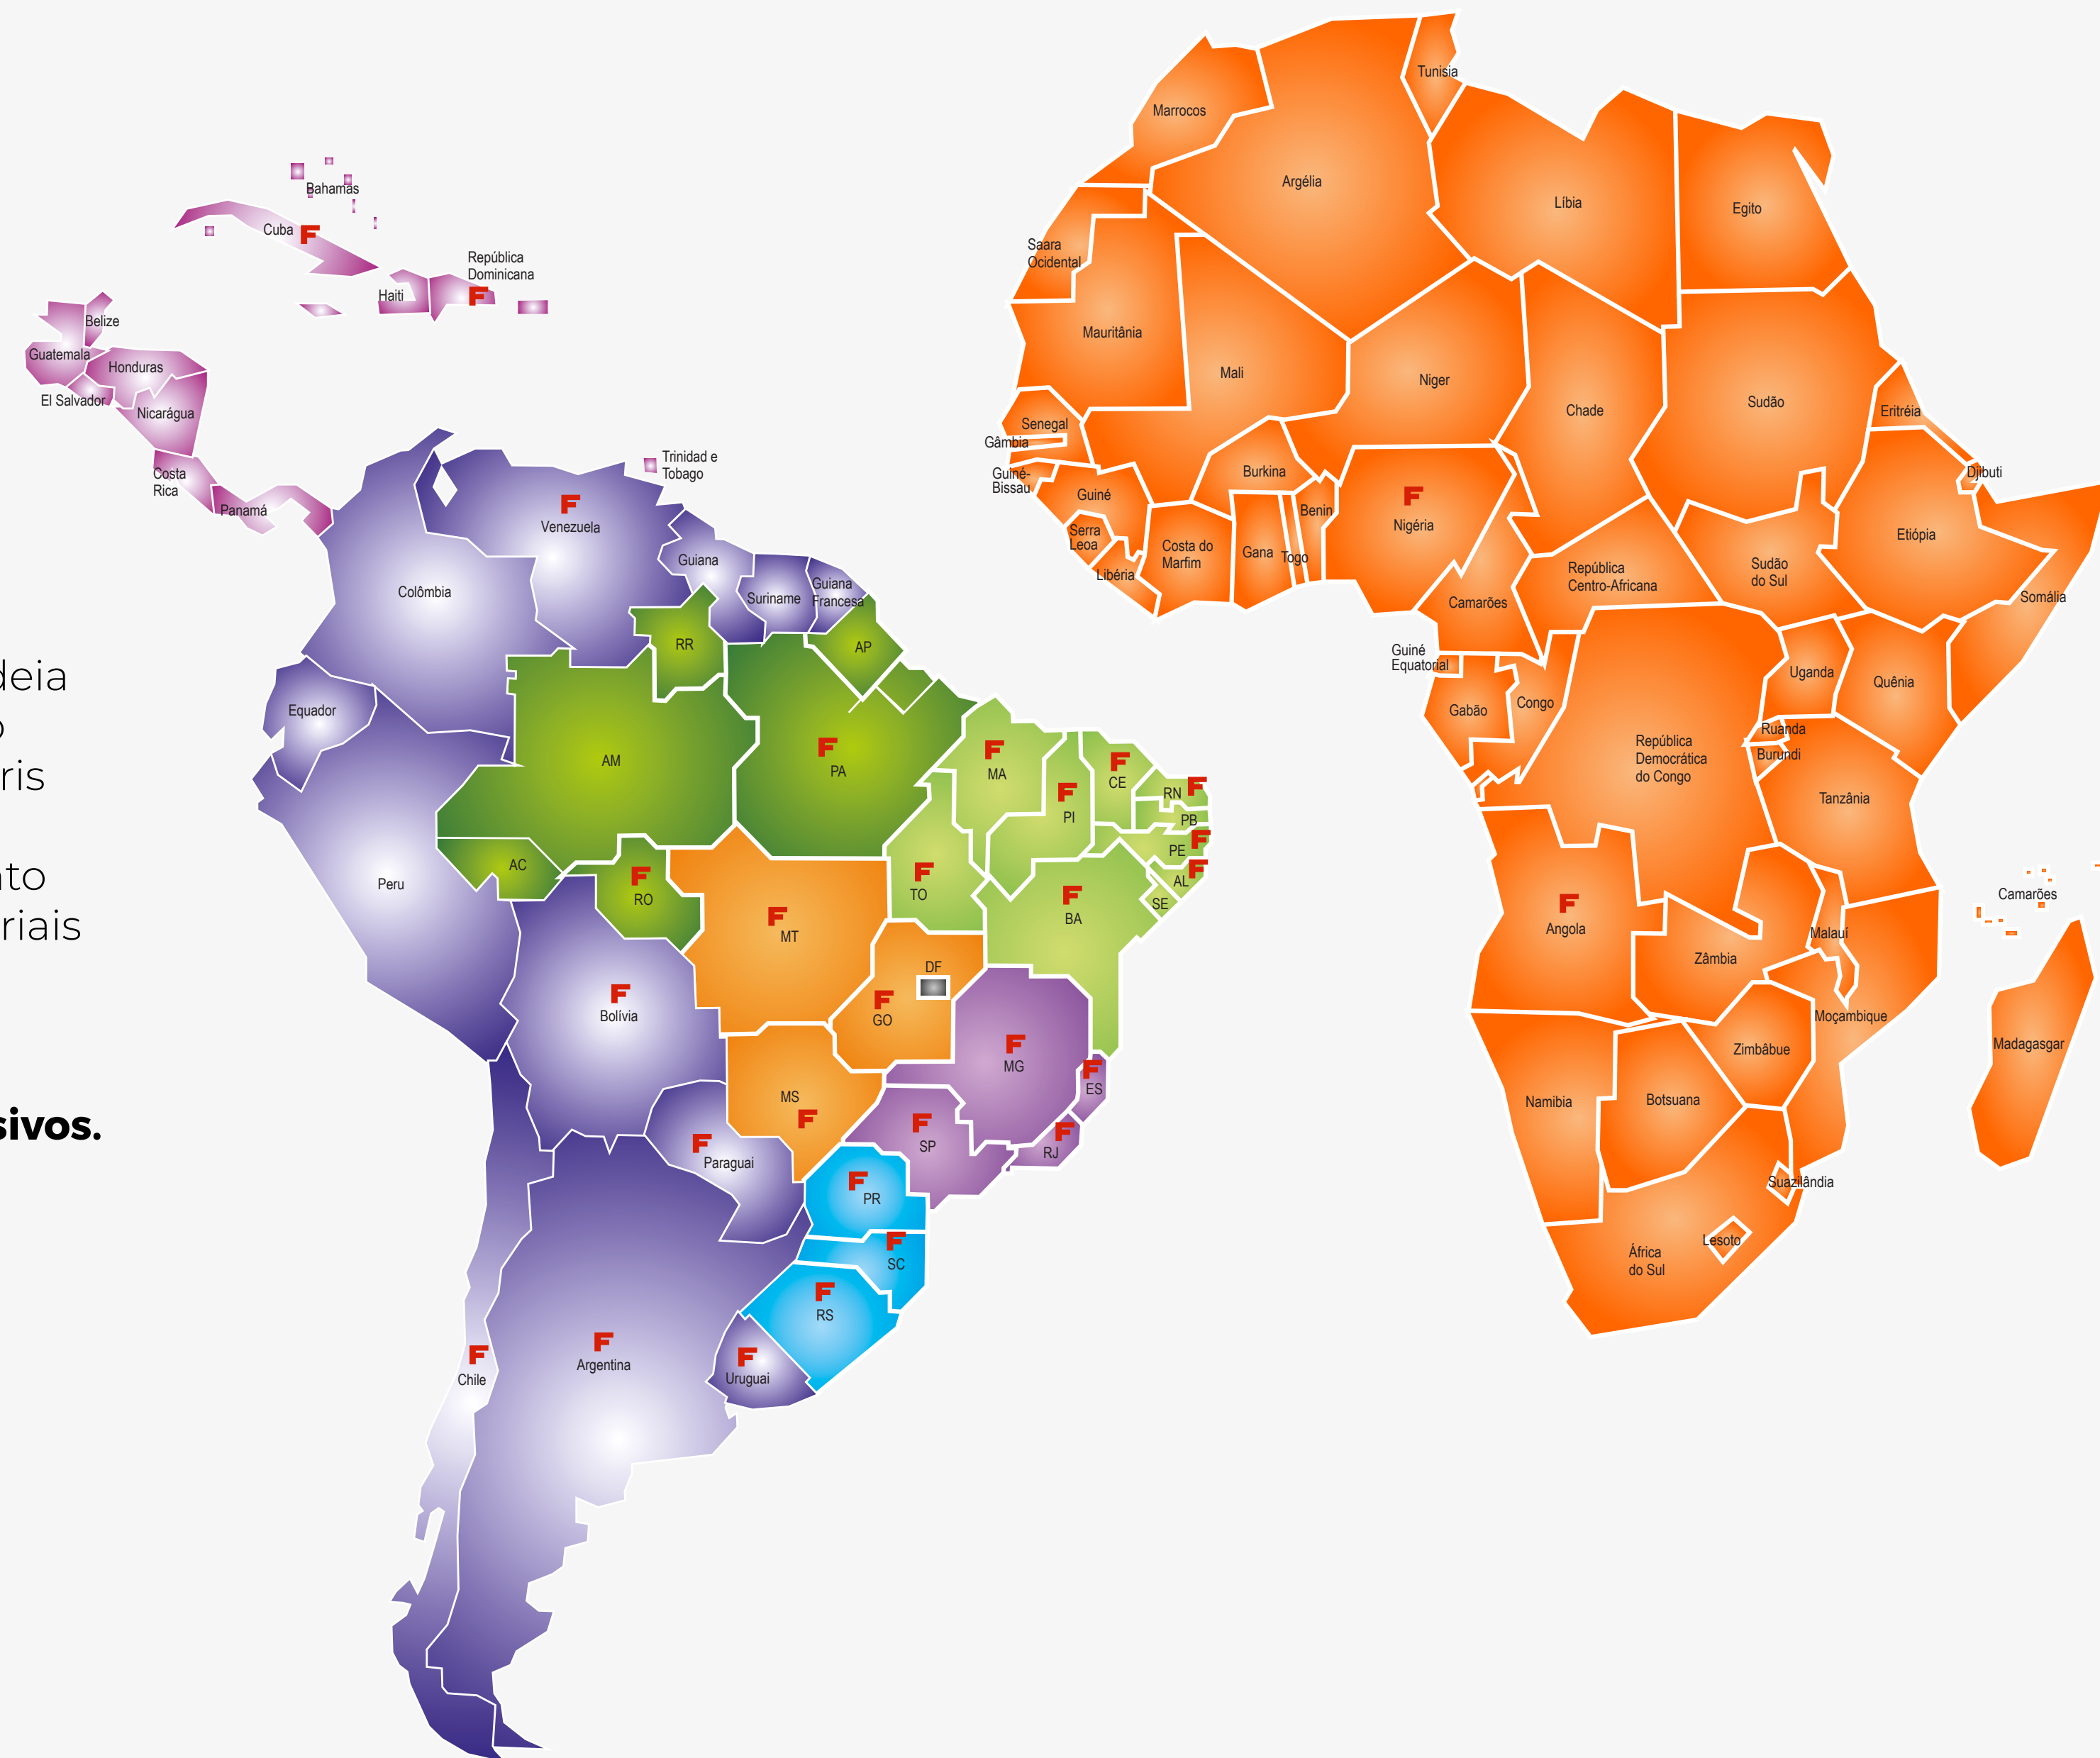 deia
o
ris
nto
riais
sivos.
Bahamas
Cuba F
República
Dominicana
F
Haiti
Belize
Guatemala
Honduras
El Salvador
Nicarágua
Costa
Rica
Panamá
Trinidad e
Tobago
F
Venezuela
Colômbia
Guiana
Suriname
Guiana
Francesa
Equador
Peru
RR
AP
AM
F
PA
AC
F
RO
F
MA
F
PI
F
CE
RN F
PB
PE F
AL F
SE
F
TO
F
BA
F
MT
DF
F
GO
MS
F
F
MG
F
ES
F
SP
F
RJ
F
PR
F
SC
F
RS
F
Bolívia
F
Paraguai
F
Argentina
F
Uruguai
F
Chile
Tunisia
Marrocos
Argélia
Líbia
Egito
Saara
Ocidental
Mauritânia
Mali
Niger
Chade
Sudão
Eritréia
Senegal
Gâmbia
Guiné-
Bissau
Guiné
Serra
Leoa
Libéria
Costa do
Marfim
Burkina
Gana
Togo
Benin
F
Nigéria
Camarões
República
Centro-Africana
Sudão
do Sul
Etiópia
Djibuti
Somália
Guiné
Equatorial
Gabão
Congo
República
Democrática
do Congo
Uganda
Quênia
Ruanda
Burundi
Tanzânia
F
Angola
Zâmbia
Malauí
Moçambique
Camarões
Madagasgar
Zimbâbue
Namibia
Botsuana
Suazilândia
Lesoto
África
do Sul